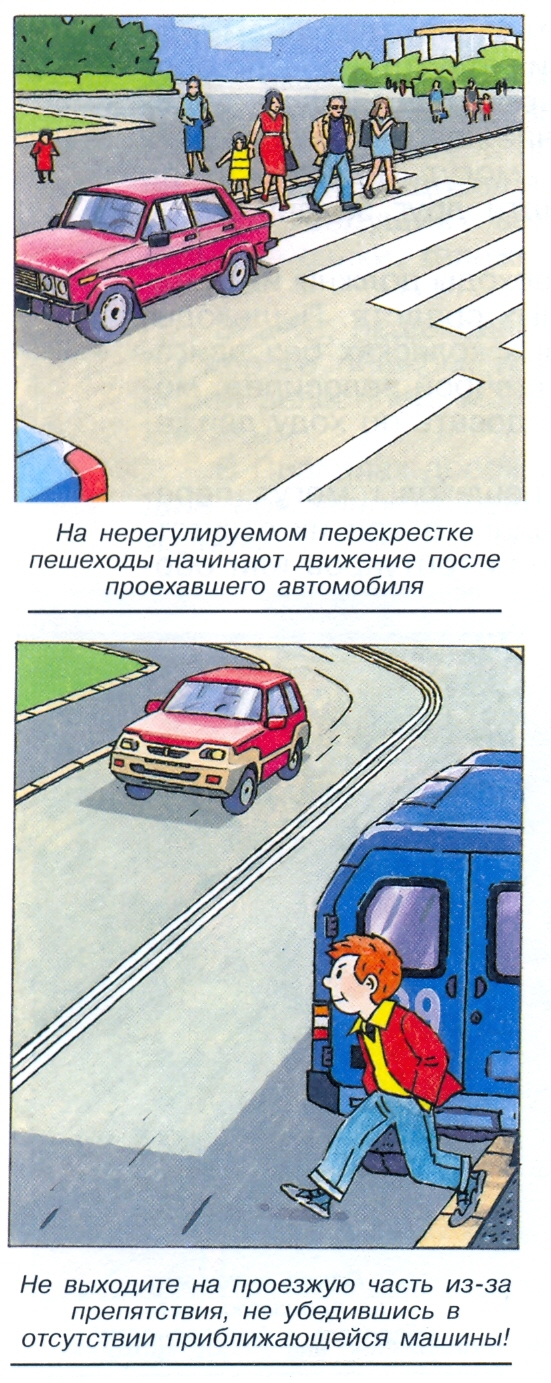 На нерегулируемом перекрестке
пешеходы начинают движение после
проехавшего автомобиля
99
Не выходите на проезжую часть из-за
препятствия, не убедившись в
отсутствии приближающейся машины!